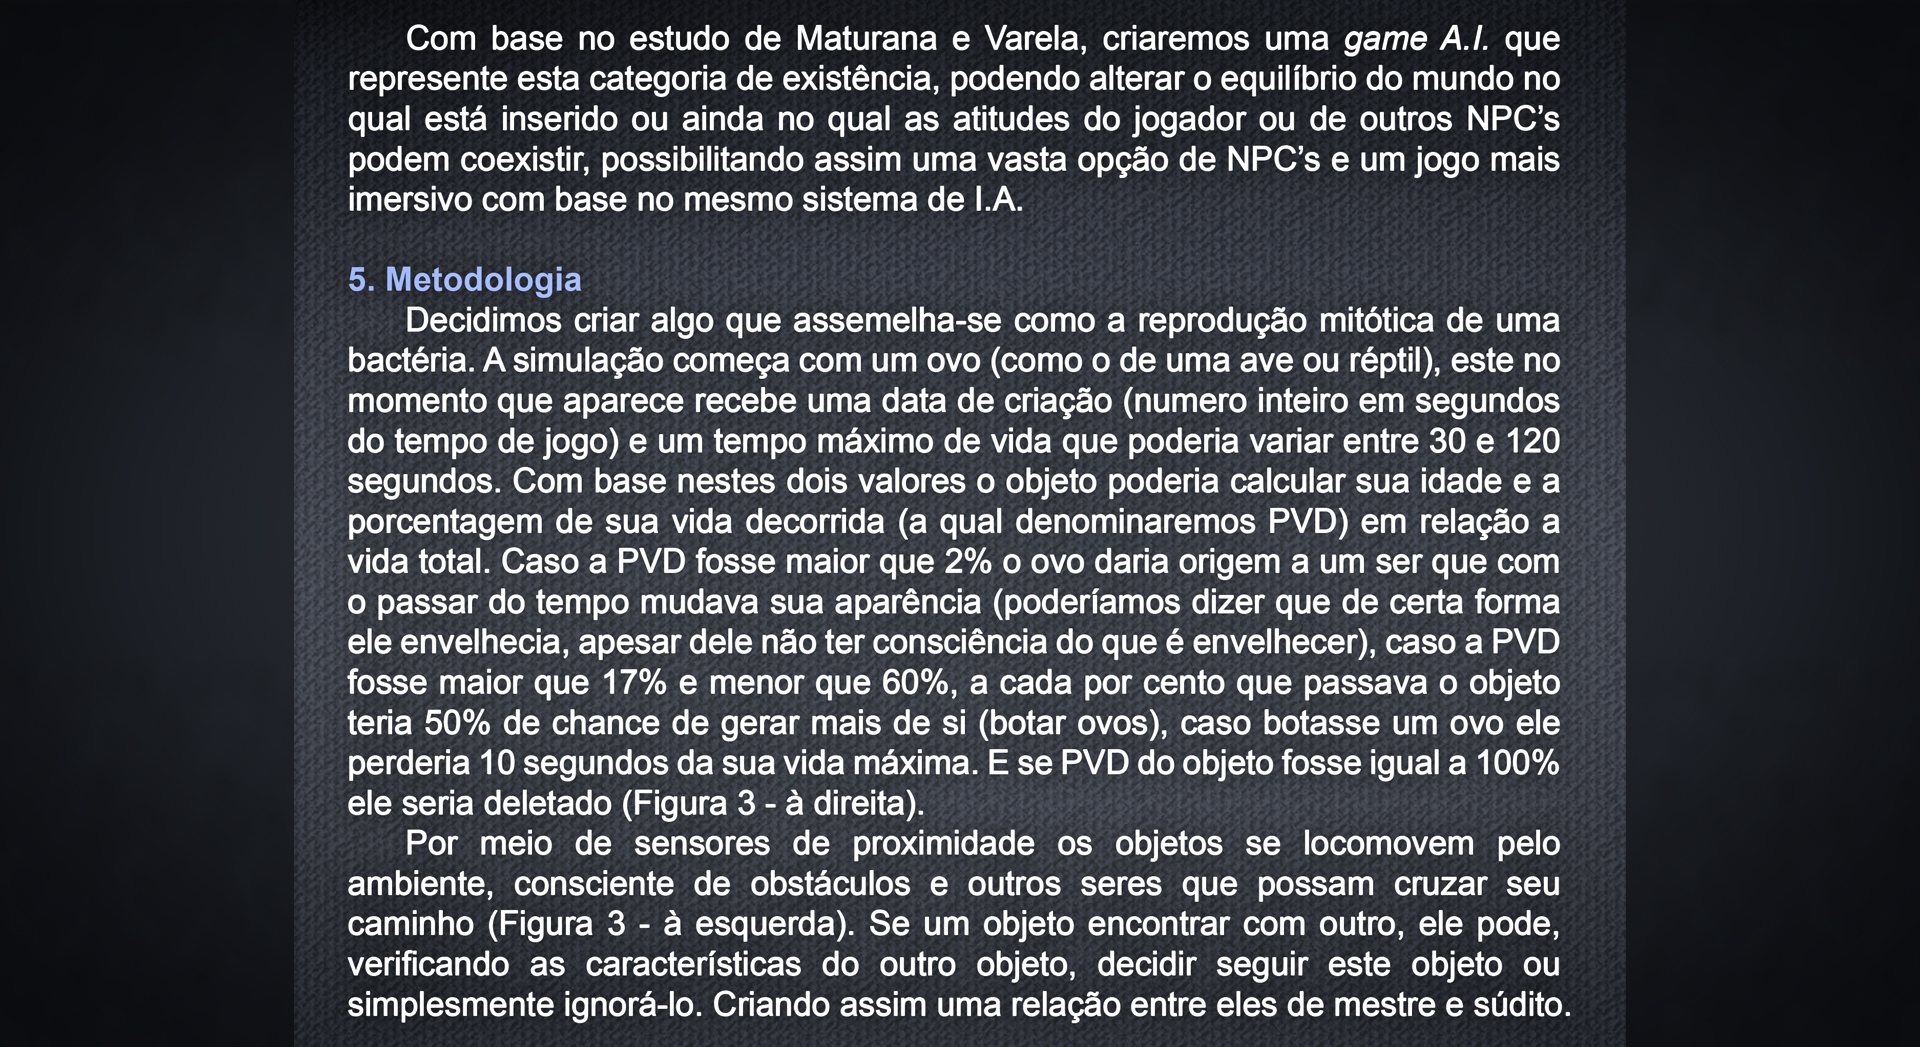 Com base no estudo de Maturana e Varela, criaremos uma game A.I. que
represente esta categoria de existência, podendo alterar o equilíbrio do mundo no
qual está inserido ou ainda no qual as atitudes do jogador ou de outros NPC’s
podem coexistir, possibilitando assim uma vasta opção de NPC’s e um jogo mais
imersivo com base no mesmo sistema de I.A.
5. Metodologia
Decidimos criar algo que assemelha-se como a reprodução mitótica de uma
bactéria. A simulação começa com um ovo (como o de uma ave ou réptil), este no
momento que aparece recebe uma data de criação (numero inteiro em segundos
do tempo de jogo) e um tempo máximo de vida que poderia variar entre 30 e 120
segundos. Com base nestes dois valores o objeto poderia calcular sua idade e a
porcentagem de sua vida decorrida (a qual denominaremos PVD) em relação a
vida total. Caso a PVD fosse maior que 2% o ovo daria origem a um ser que com
o passar do tempo mudava sua aparência (poderíamos dizer que de certa forma
ele envelhecia, apesar dele não ter consciência do que é envelhecer), caso a PVD
fosse maior que 17% e menor que 60%, a cada por cento que passava o objeto
teria 50% de chance de gerar mais de si (botar ovos), caso botasse um ovo ele
perderia 10 segundos da sua vida máxima. E se PVD do objeto fosse igual a 100%
ele seria deletado (Figura 3 - à direita).
Por meio de sensores de proximidade os objetos se locomovem pelo
ambiente, consciente de obstáculos e outros seres que possam cruzar seu
caminho (Figura 3 - à esquerda). Se um objeto encontrar com outro, ele pode,
verificando as características do outro objeto, decidir seguir este objeto ou
simplesmente ignorá-lo. Criando assim uma relação entre eles de mestre e súdito.